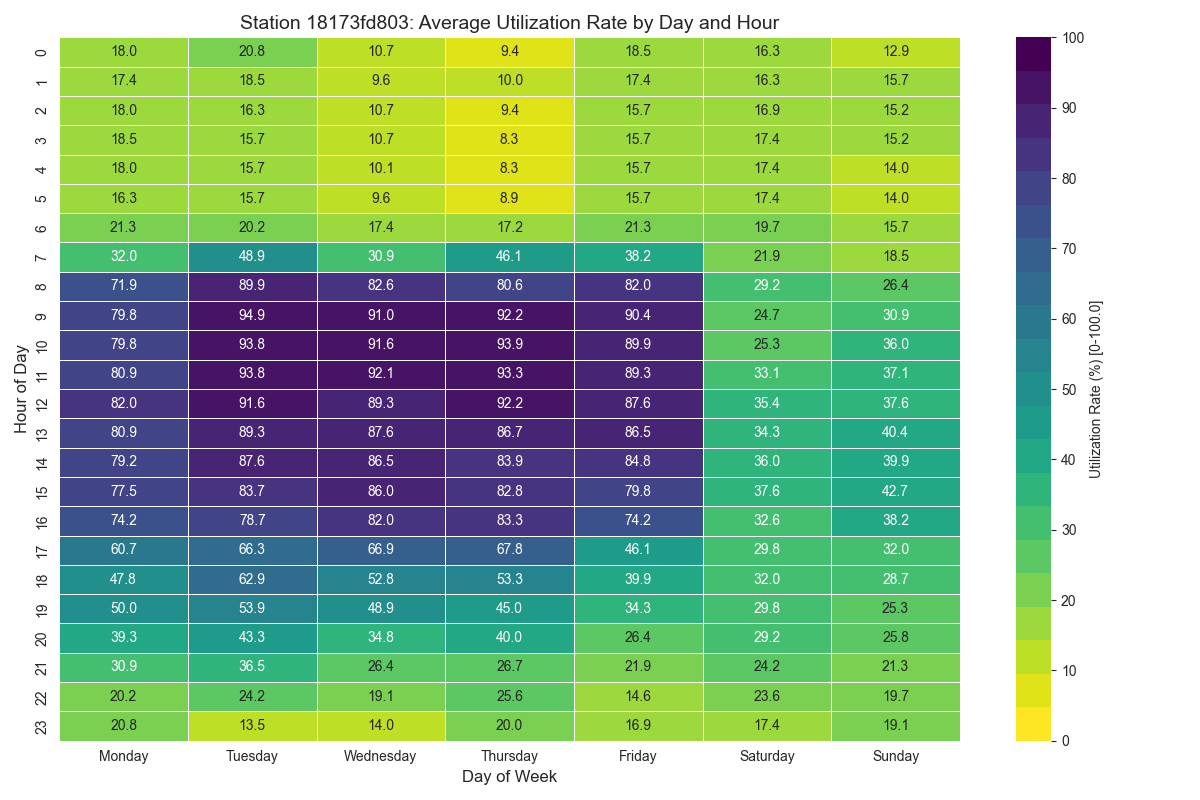 Station 18173fd803: Average Utilization Rate by Day and Hour
0 18.0 20.8 10.7 9.4 18.5 16.3 12.9
1 17.4 18.5 9.6 10.0 17.4 16.3 15.7
2 18.0 16.3 10.7 9.4 15.7 16.9 15.2
3 18.5 15.7 10.7 8.3 15.7 17.4 15.2
4 18.0 15.7 10.1 8.3 15.7 17.4 14.0
5 16.3 15.7 9.6 8.9 15.7 17.4 14.0
6 21.3 20.2 17.4 17.2 21.3 19.7 15.7
7 32.0 48.9 30.9 46.1 38.2 21.9 18.5
8 71.9 89.9 82.6 80.6 82.0 29.2 26.4
9 79.8 94.9 91.0 92.2 90.4 24.7 30.9
10 79.8 93.8 91.6 93.9 89.9 25.3 36.0
11 80.9 93.8 92.1 93.3 89.3 33.1 37.1
12 82.0 91.6 89.3 92.2 87.6 35.4 37.6
13 80.9 89.3 87.6 86.7 86.5 34.3 40.4
14 79.2 87.6 86.5 83.9 84.8 36.0 39.9
15 77.5 83.7 86.0 82.8 79.8 37.6 42.7
16 74.2 78.7 82.0 83.3 74.2 32.6 38.2
17 60.7 66.3 66.9 67.8 46.1 29.8 32.0
18 47.8 62.9 52.8 53.3 39.9 32.0 28.7
19 50.0 53.9 48.9 45.0 34.3 29.8 25.3
20 39.3 43.3 34.8 40.0 26.4 29.2 25.8
21 30.9 36.5 26.4 26.7 21.9 24.2 21.3
22 20.2 24.2 19.1 25.6 14.6 23.6 19.7
23 20.8 13.5 14.0 20.0 16.9 17.4 19.1
Monday Tuesday Wednesday Thursday Friday Saturday Sunday
Day of Week
Hour of Day
100
90
80
70
60
50
40
30
20
10
0
Utilization Rate (%) [0-100.0]